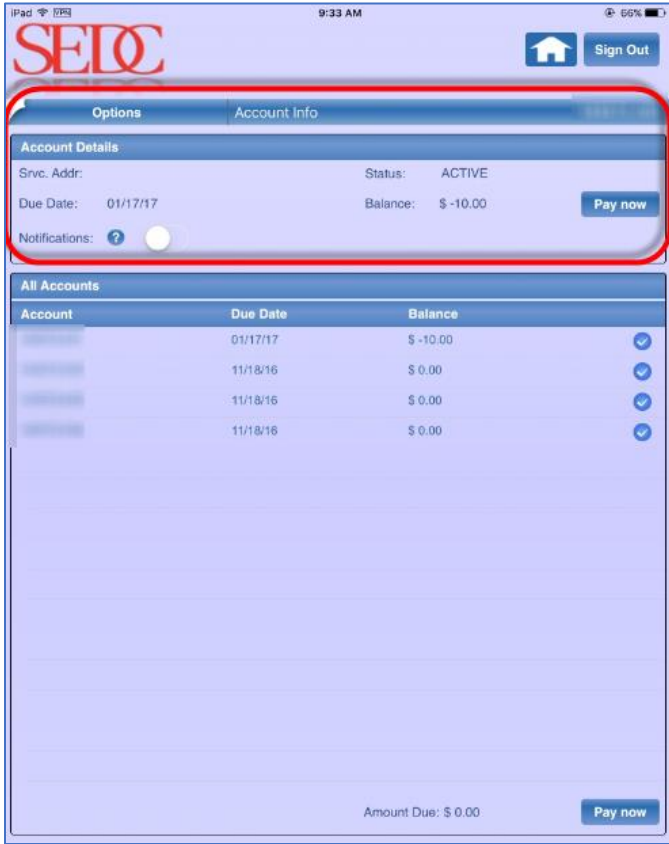 iPad VPN 9:33 AM 66%
SEDC
Sign Out
Options Account Info
Account Details
Srvc. Addr: Status: ACTIVE
Due Date: 01/17/17 Balance: $ -10.00 Pay now
Notifications: ?
All Accounts
Account Due Date Balance
01/17/17 $ -10.00
11/18/16 $ 0.00
11/18/16 $ 0.00
11/18/16 $ 0.00
Amount Due: $ 0.00 Pay now